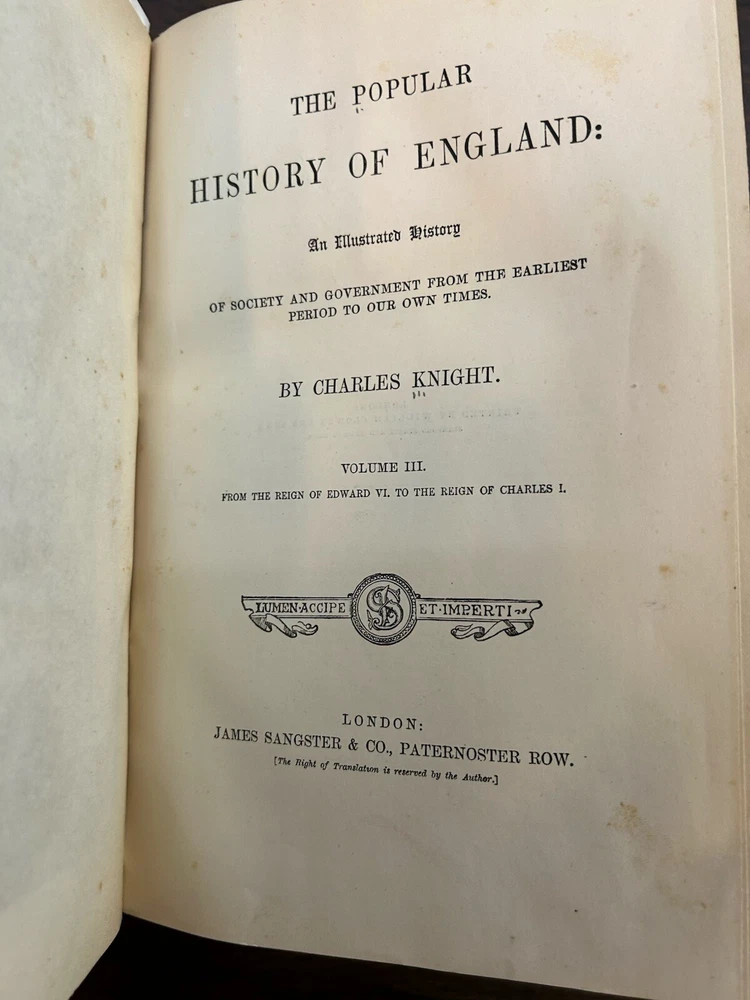 THE POPULAR
HISTORY OF ENGLAND:
An Illustrated History
OF SOCIETY AND GOVERNMENT FROM THE EARLIEST
PERIOD TO OUR OWN TIMES.
BY CHARLES KNIGHT.
VOLUME III.
FROM THE REIGN OF EDWARD VI. TO THE REIGN OF CHARLES I.
LUMEN·ACCIPE ET·IMPERTI
LONDON:
JAMES SANGSTER & CO., PATERNOSTER ROW.
[The Right of Translation is reserved by the Author.]